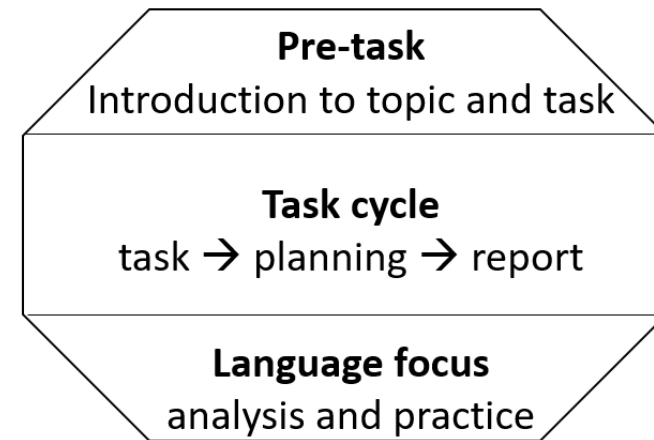 Pre-task
Introduction to topic and task
Task cycle
task → planning → report
Language focus
analysis and practice